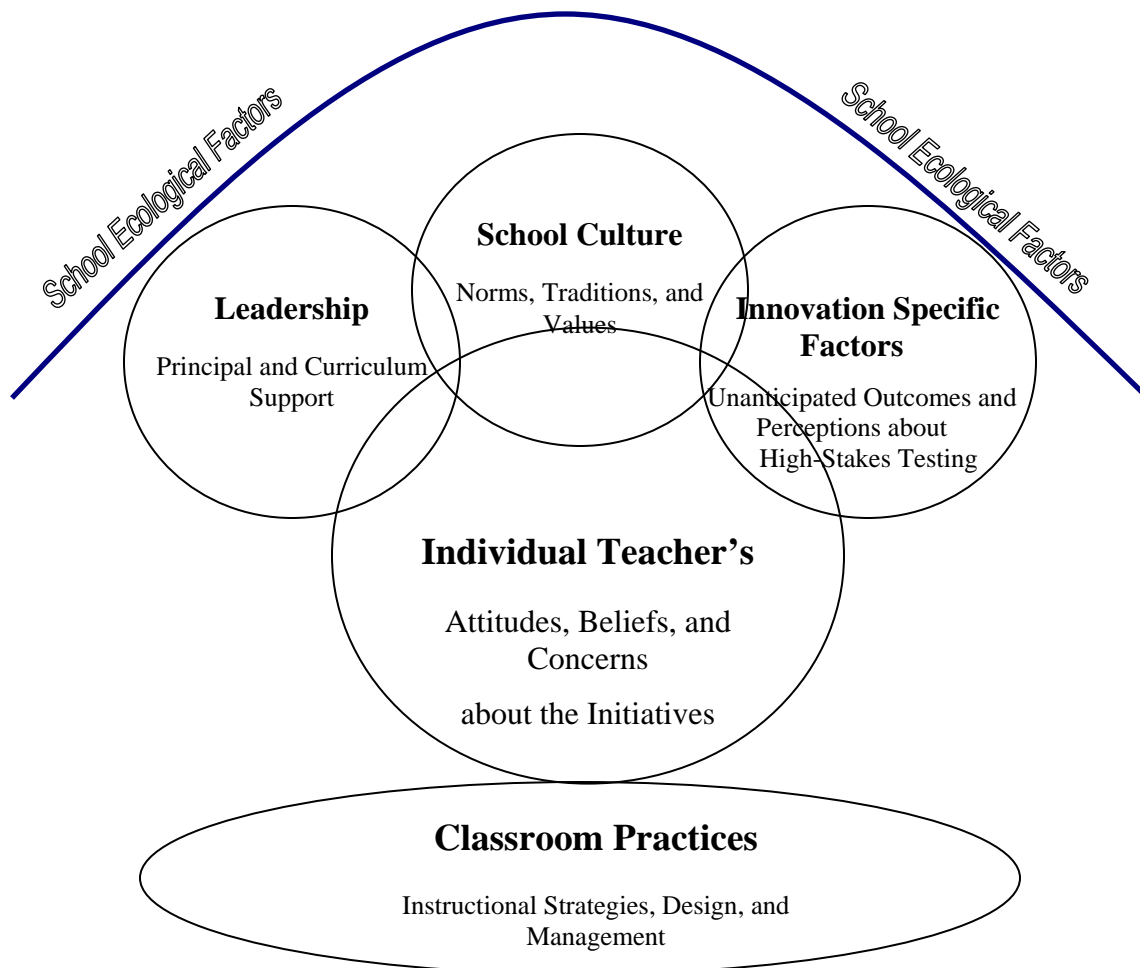 School Ecological Factors
School Ecological Factors
School Culture
Norms, Traditions, and
Values
Leadership
Principal and Curriculum
Support
Innovation Specific
Factors
Unanticipated Outcomes and
Perceptions about
High-Stakes Testing
Individual Teacher’s
Attitudes, Beliefs, and
Concerns
about the Initiatives
Classroom Practices
Instructional Strategies, Design, and
Management